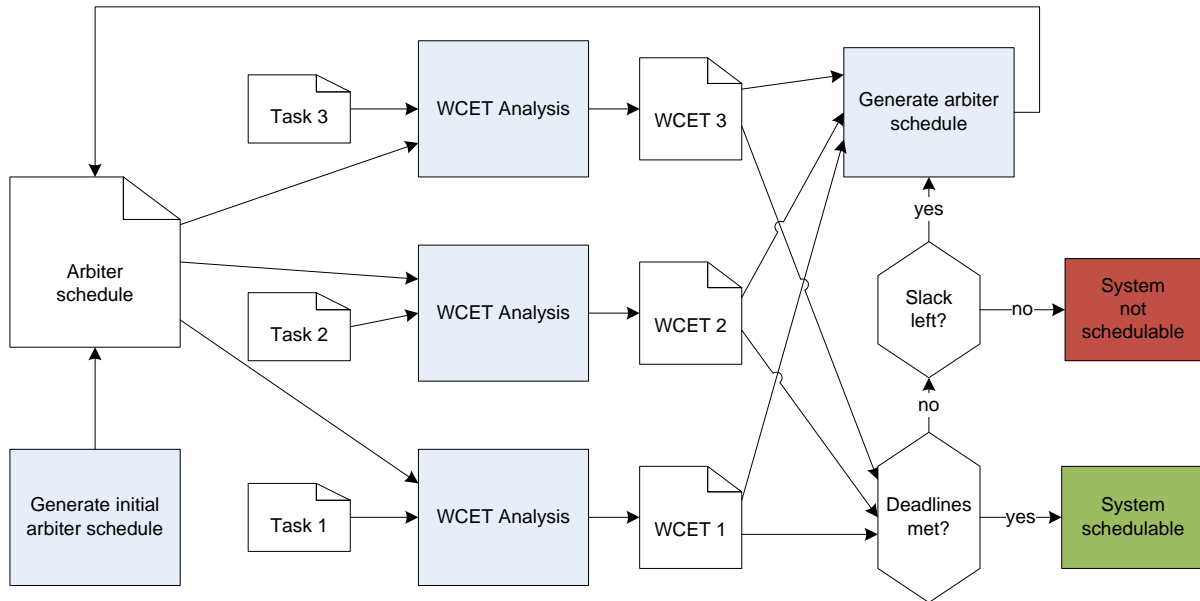 Task 3
WCET Analysis
WCET 3
Generate arbiter
schedule
yes
Arbiter
schedule
Task 2
WCET Analysis
WCET 2
Slack
left?
no
System
not
schedulable
no
Generate initial
arbiter schedule
Task 1
WCET Analysis
WCET 1
Deadlines
met?
yes
System
schedulable